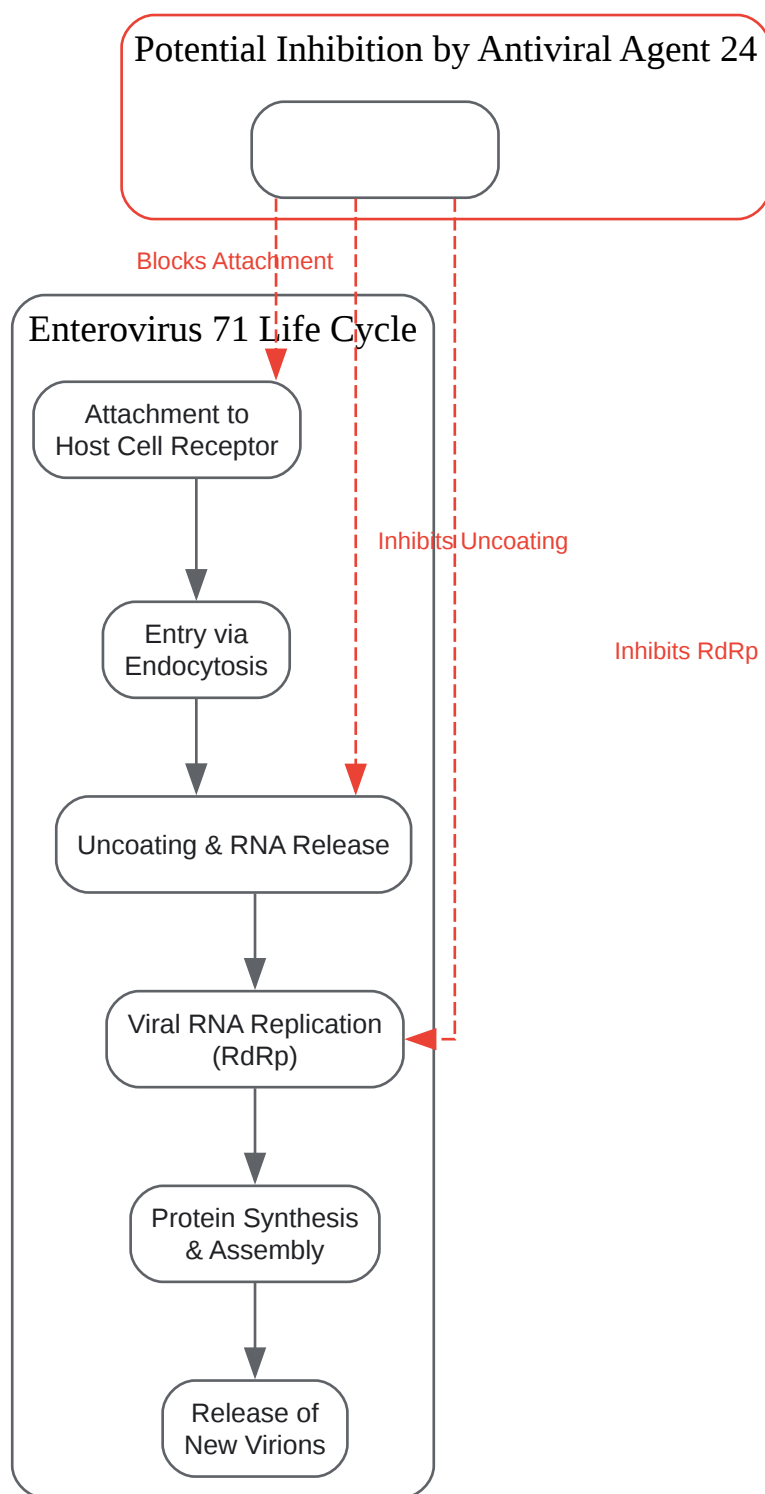 Potential Inhibition by Antiviral Agent 24
Blocks Attachment
Enterovirus 71 Life Cycle
Attachment to
Host Cell Receptor
Inhibits Uncoating
Entry via
Endocytosis
Inhibits RdRp
Uncoating & RNA Release
Viral RNA Replication
(RdRp)
Protein Synthesis
& Assembly
Release of
New Virions